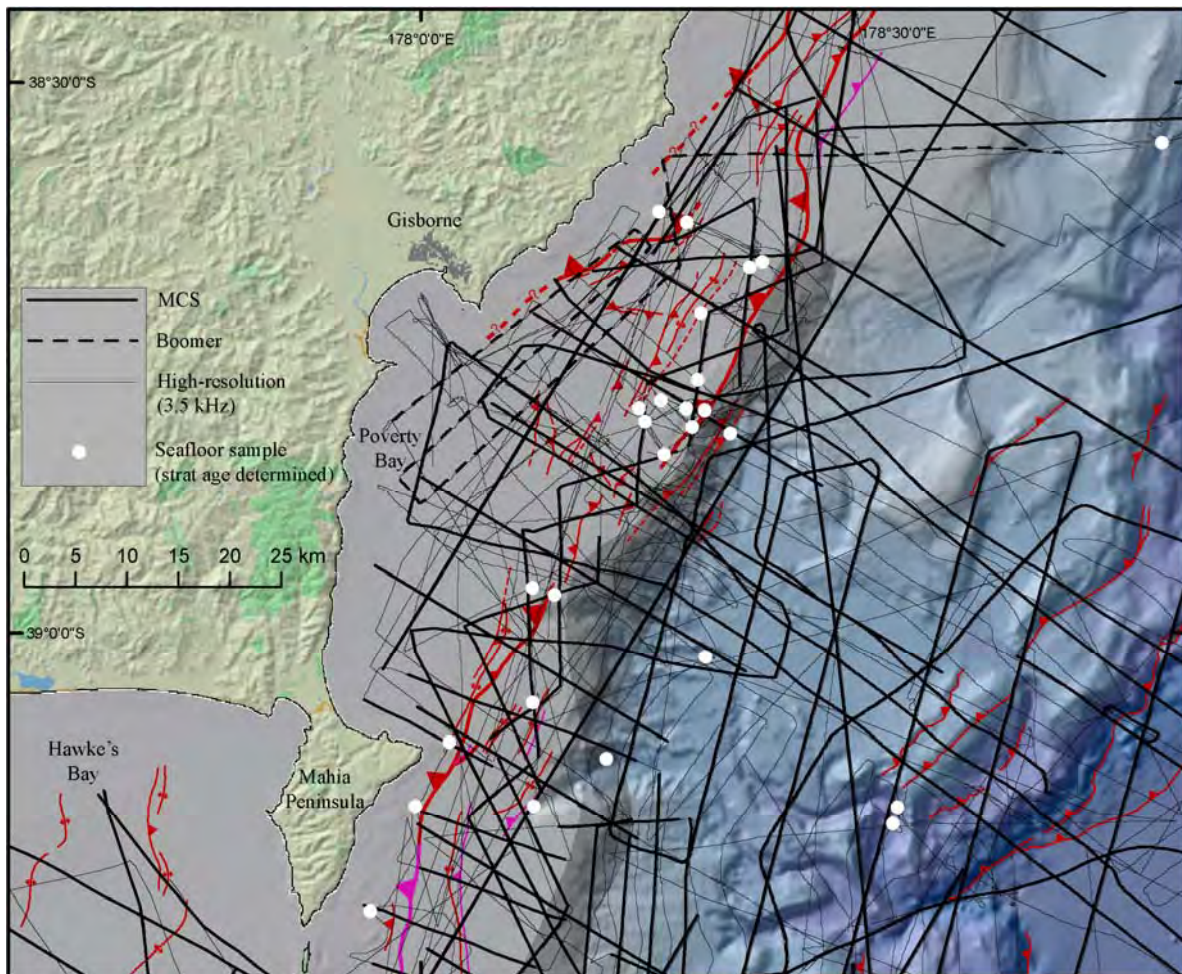 178°0'0"E
178°30'0"E
38°30'0"S
Gisborne
MCS
Boomer
High-resolution
(3.5 kHz)
Seafloor sample
(strat age determined)
Poverty
Bay
0 5 10 15 20 25 km
39°0'0"S
Hawke's
Bay
Mahia
Peninsula
? ? ? ?